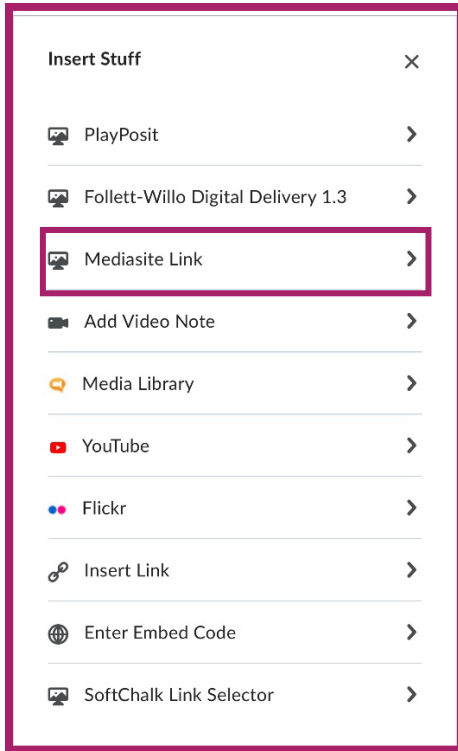 Insert Stuff
PlayPosit
Follett-Willo Digital Delivery 1.3
Mediasite Link
Add Video Note
Media Library
YouTube
Flickr
Insert Link
Enter Embed Code
SoftChalk Link Selector